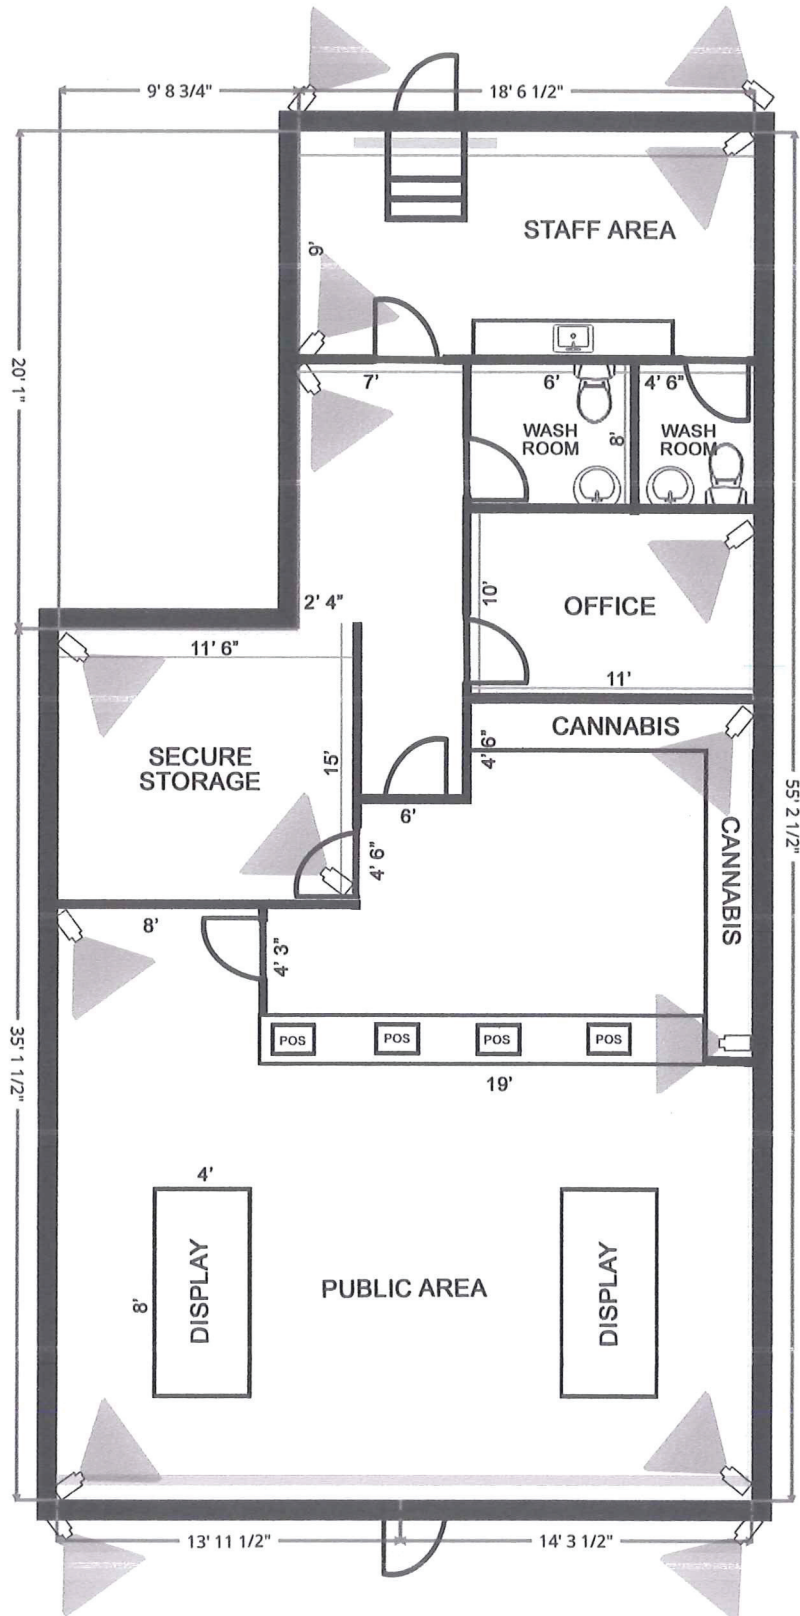 9' 8 3/4"
18' 6 1/2"
STAFF AREA
9'
20' 1"
7'
6'
4' 6"
WASH
ROOM
8'
WASH
ROOM
2' 4"
10'
OFFICE
11' 6"
11'
CANNABIS
SECURE
STORAGE
15'
4' 6"
6'
55' 2 1/2"
4' 6"
CANNABIS
8'
4' 3"
35' 1 1/2"
POS
POS
POS
POS
19'
4'
8'
DISPLAY
PUBLIC AREA
DISPLAY
13' 11 1/2"
14' 3 1/2"